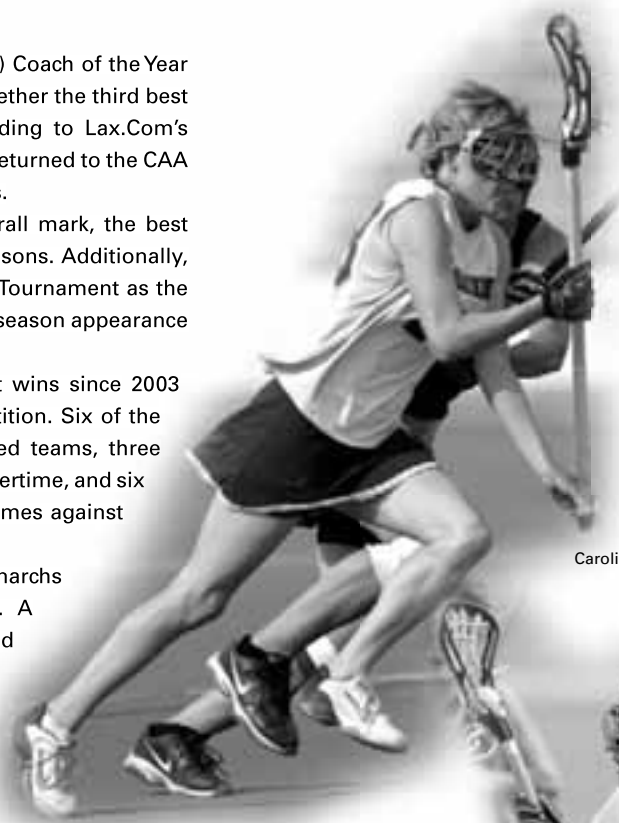 ) Coach of the Year
ether the third best
ding to Lax.Com's
eturned to the CAA
s.
rall mark, the best
sons. Additionally,
Tournament as the
season appearance
t wins since 2003
tition. Six of the
ed teams, three
ertime, and six
mes against
narchs
. A
d
Caroli